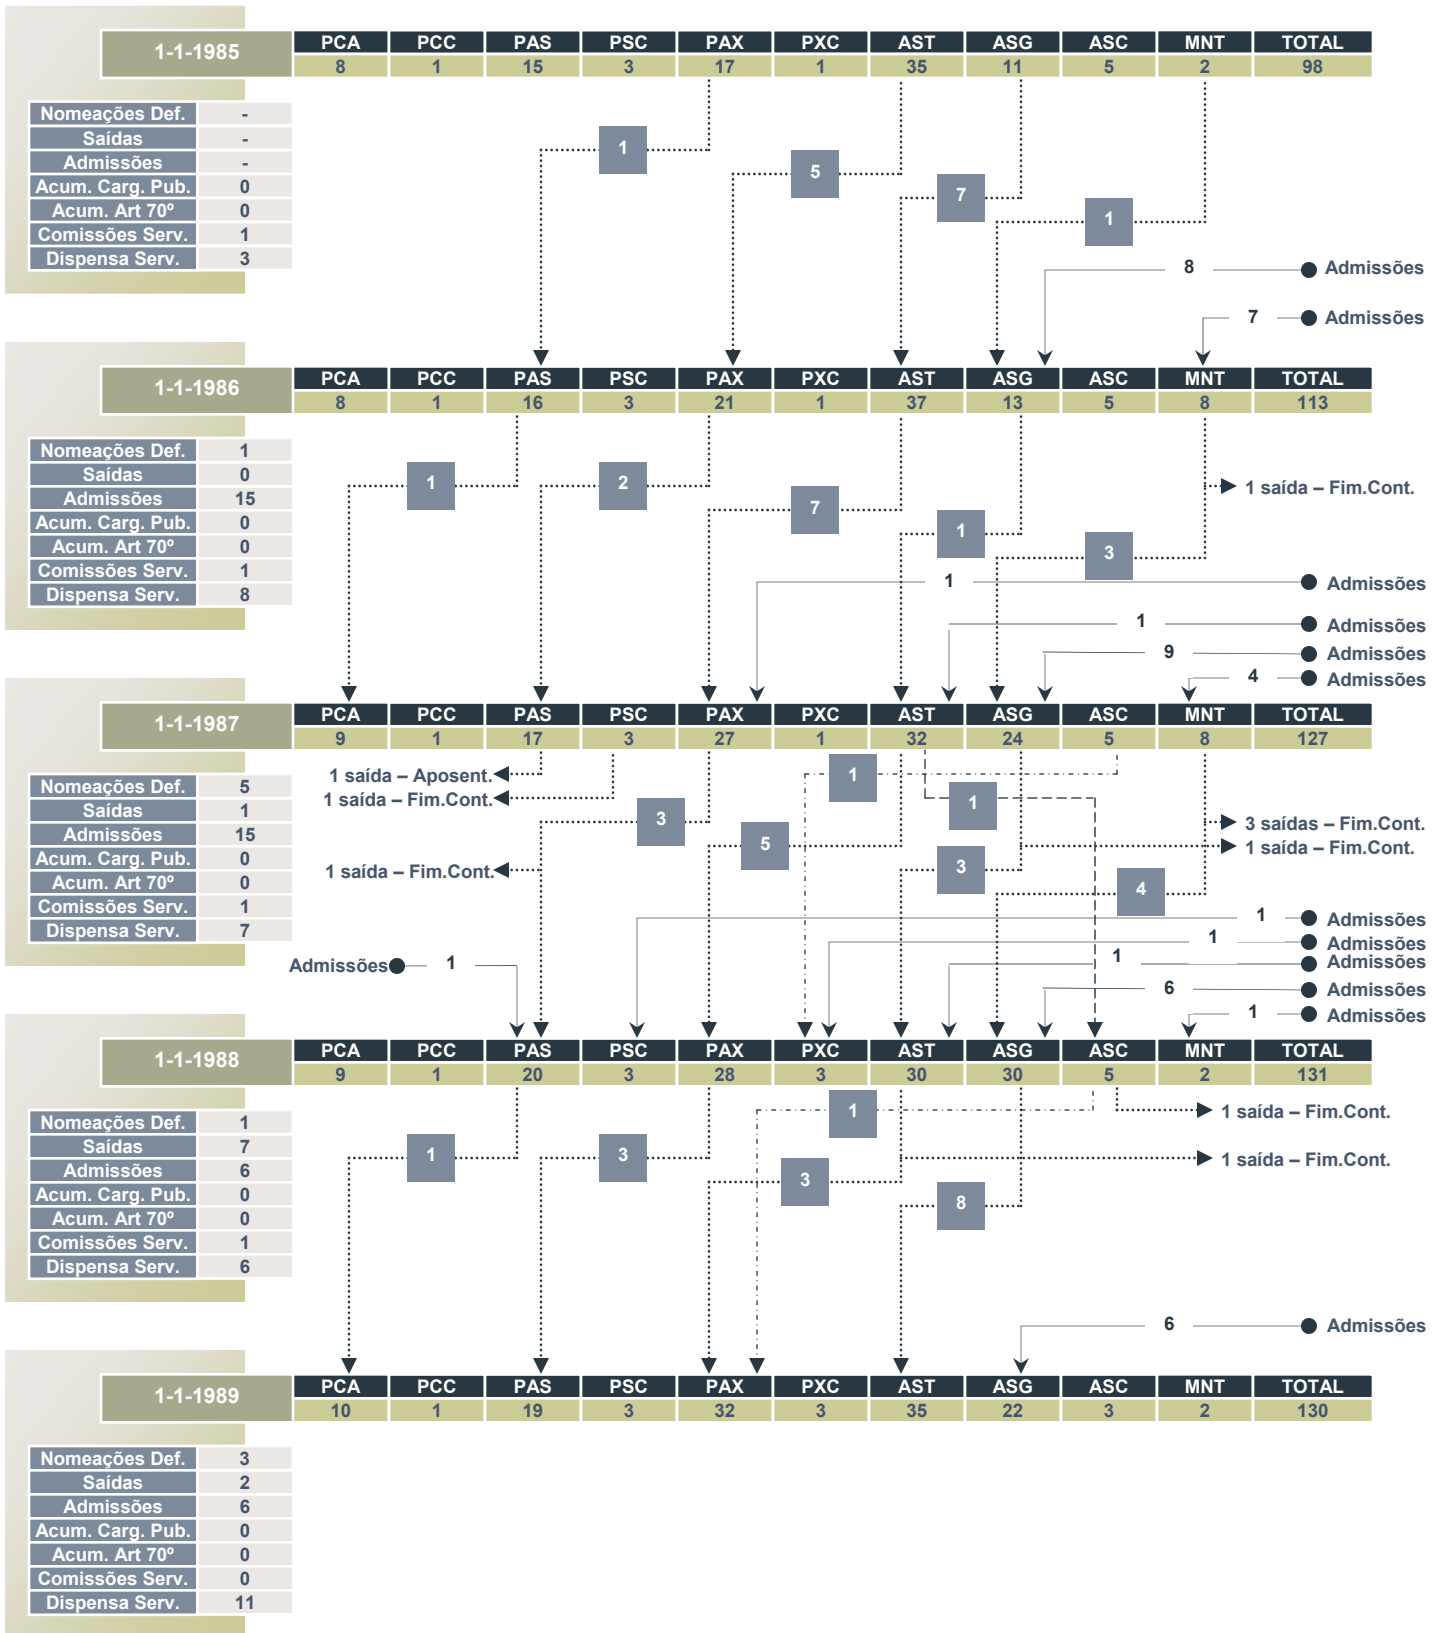 1-1-1985
PCA PCC PAS PSC PAX PXC AST ASG ASC MNT TOTAL
8 1 15 3 17 1 35 11 5 2 98
Nomeações Def. -
Saídas -
Admissões -
Acum. Carg. Pub. 0
Acum. Art 70º 0
Comissões Serv. 1
Dispensa Serv. 3
1
5
7
1
8 Admissões
7 Admissões
1-1-1986
PCA PCC PAS PSC PAX PXC AST ASG ASC MNT TOTAL
8 1 16 3 21 1 37 13 5 8 113
Nomeações Def. 1
Saídas 0
Admissões 15
Acum. Carg. Pub. 0
Acum. Art 70º 0
Comissões Serv. 1
Dispensa Serv. 8
1
2
1 saída – Fim.Cont.
7
1
3
1 Admissões
1 Admissões
9 Admissões
4 Admissões
1-1-1987
PCA PCC PAS PSC PAX PXC AST ASG ASC MNT TOTAL
9 1 17 3 27 1 32 24 5 8 127
Nomeações Def. 5
Saídas 1
Admissões 15
Acum. Carg. Pub. 0
Acum. Art 70º 0
Comissões Serv. 1
Dispensa Serv. 7
1 saída – Aposent.
1
1 saída – Fim.Cont.
1
3
3 saídas – Fim.Cont.
5
1 saída – Fim.Cont.
1 saída – Fim.Cont.
3
4
1 Admissões
1 Admissões
1 Admissões
Admissões 1
6 Admissões
1 Admissões
1-1-1988
PCA PCC PAS PSC PAX PXC AST ASG ASC MNT TOTAL
9 1 20 3 28 3 30 30 5 2 131
Nomeações Def. 1
Saídas 7
Admissões 6
Acum. Carg. Pub. 0
Acum. Art 70º 0
Comissões Serv. 1
Dispensa Serv. 6
1
1 saída – Fim.Cont.
1
3
1 saída – Fim.Cont.
3
8
6 Admissões
1-1-1989
PCA PCC PAS PSC PAX PXC AST ASG ASC MNT TOTAL
10 1 19 3 32 3 35 22 3 2 130
Nomeações Def. 3
Saídas 2
Admissões 6
Acum. Carg. Pub. 0
Acum. Art 70º 0
Comissões Serv. 0
Dispensa Serv. 11